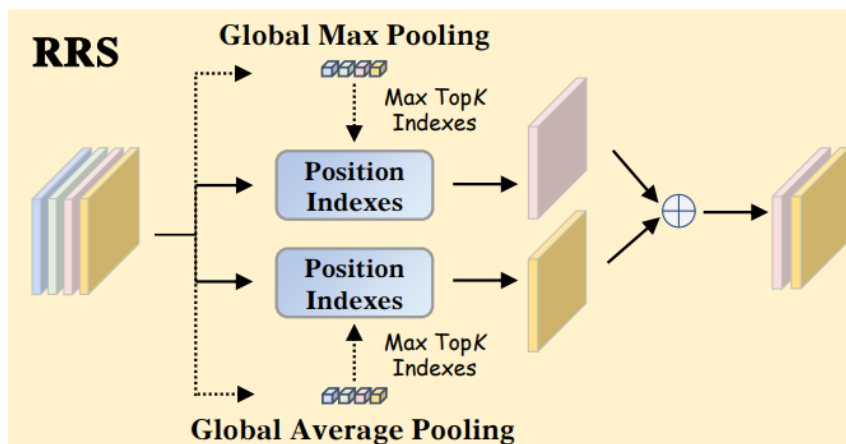 RRS
Global Max Pooling
Max TopK
Indexes
Position
Indexes
Position
Indexes
Max TopK
Indexes
Global Average Pooling